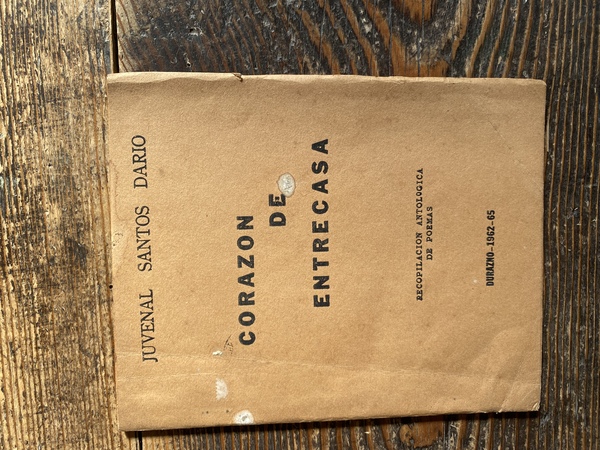 JUVENAL SANTOS DARIO
CORAZON
DE
ENTRECASA
RECOPILACION ANTOLOGICA
DE POEMAS
DURAZNO-1962-65